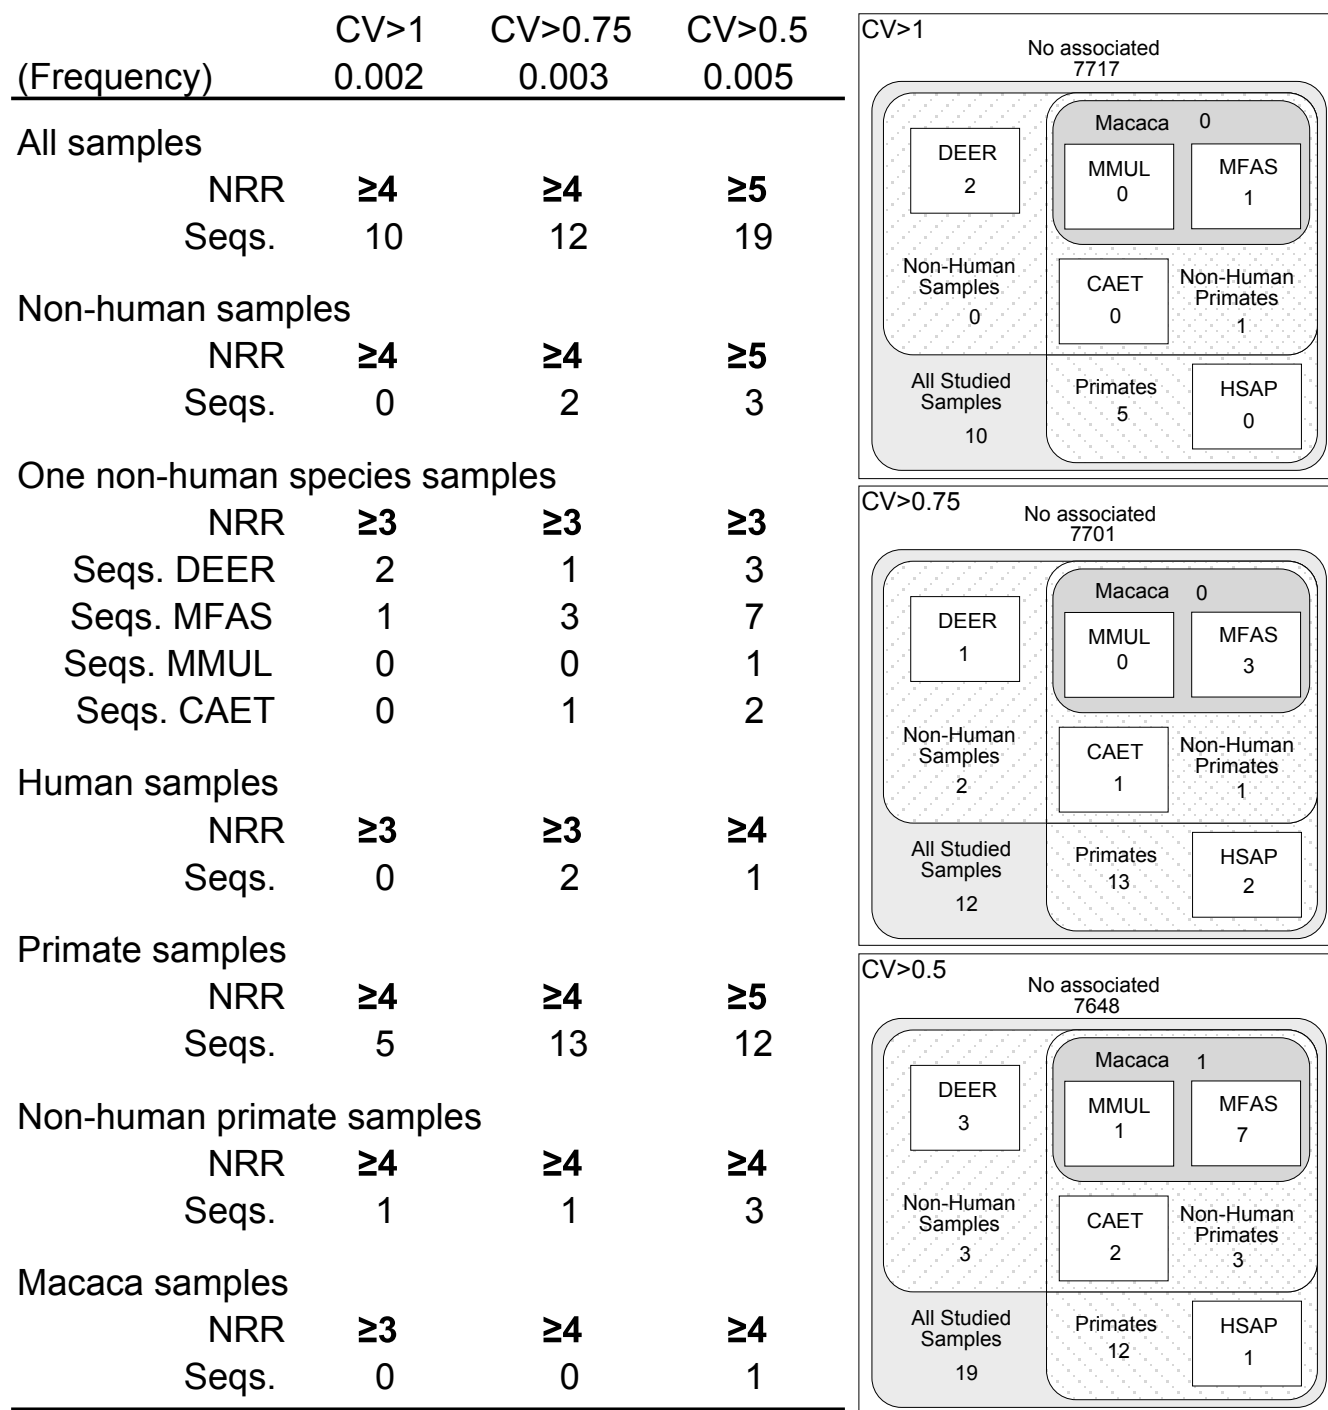 CV>1 CV>0.75 CV>0.5
(Frequency) 0.002 0.003 0.005
All samples
NRR ≥4 ≥4 ≥5
Seqs. 10 12 19
Non-human samples
NRR ≥4 ≥4 ≥5
Seqs. 0 2 3
One non-human species samples
NRR ≥3 ≥3 ≥3
Seqs. DEER 2 1 3
Seqs. MFAS 1 3 7
Seqs. MMUL 0 0 1
Seqs. CAET 0 1 2
Human samples
NRR ≥3 ≥3 ≥4
Seqs. 0 2 1
Primate samples
NRR ≥4 ≥4 ≥5
Seqs. 5 13 12
Non-human primate samples
NRR ≥4 ≥4 ≥4
Seqs. 1 1 3
Macaca samples
NRR ≥3 ≥4 ≥4
Seqs. 0 0 1
CV>1
No associated
7717
Macaca 0
DEER
2
MMUL
0
MFAS
1
Non-Human
Samples
0
CAET
0
Non-Human
Primates
1
All Studied
Samples
10
Primates
5
HSAP
0
CV>0.75
No associated
7701
Macaca 0
DEER
1
MMUL
0
MFAS
3
Non-Human
Samples
2
CAET
1
Non-Human
Primates
1
All Studied
Samples
12
Primates
13
HSAP
2
CV>0.5
No associated
7648
Macaca 1
DEER
3
MMUL
1
MFAS
7
Non-Human
Samples
3
CAET
2
Non-Human
Primates
3
All Studied
Samples
19
Primates
12
HSAP
1